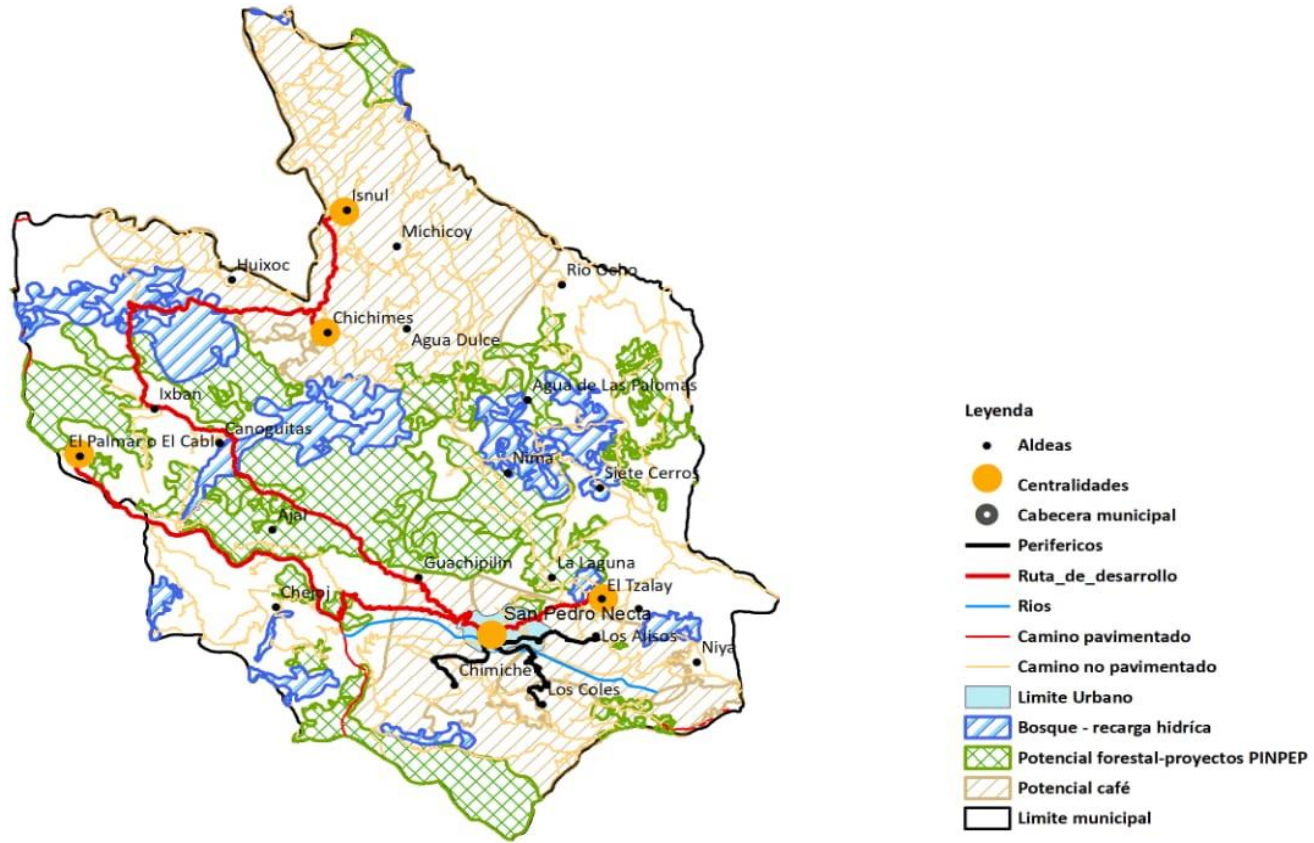 Isnul
Michicoy
Huixoc
Rio Ocho
Chichimes
Agua Dulce
Agua de Las Palomas
Ixban
Canoguitas
El Palmar o El Cable
Nima
Siete Cerros
Ajal
Guachipilin
La Laguna
El Tzalay
Chejoj
San Pedro Necta
Los Alisos
Niya
Chimiche
Los Coles
Leyenda
Aldeas
Centralidades
Cabecera municipal
Perifericos
Ruta_de_desarrollo
Rios
Camino pavimentado
Camino no pavimentado
Limite Urbano
Bosque - recarga hidríca
Potencial forestal-proyectos PINPEP
Potencial café
Limite municipal